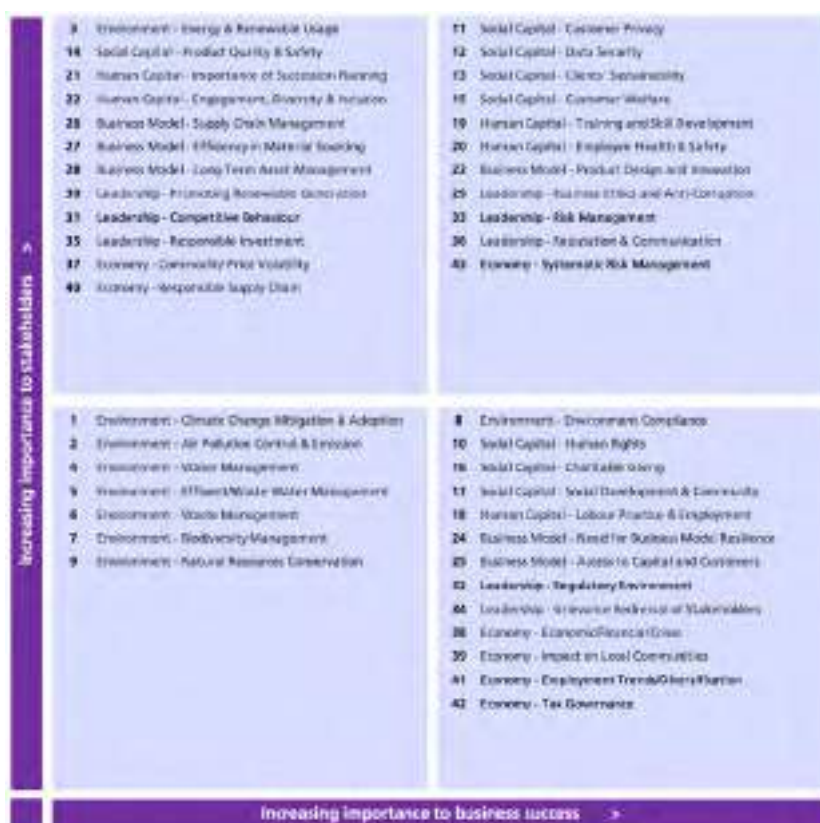 3 Environment - Energy & Renewable Usage
14 Social Capital - Product Quality & Safety
21 Human Capital - Importance of Succession Planning
22 Human Capital - Engagement, Diversity & Inclusion
26 Business Model - Supply Chain Management
27 Business Model - Efficiency in Material Sourcing
28 Business Model - Long Term Asset Management
30 Leadership - Promoting Renewable Generation
31 Leadership - Competitive Behaviour
35 Leadership - Responsible Investment
37 Economy - Commodity Price Volatility
40 Economy - Responsible Supply Chain
11 Social Capital - Customer Privacy
12 Social Capital - Data Security
13 Social Capital - Clients' Sustainability
15 Social Capital - Customer Welfare
19 Human Capital - Training and Skill Development
20 Human Capital - Employee Health & Safety
Business Model - Product Design and Innovation
29 Leadership - Business Ethics and Anti-Corruption
33 Leadership - Risk Management
36 Leadership - Reputation & Communication
43 Economy - Systematic Risk Management
1 Environment - Climate Change Mitigation & Adoption
2 Environment - Air Pollution Control & Emission
4 Environment - Water Management
5 Environment - Effluent/Waste Water Management
6 Environment - Waste Management
7 Environment - Biodiversity Management
9 Environment - Natural Resources Conservation
8 Environment - Environment Compliance
10 Social Capital - Human Rights
16 Social Capital - Charitable Giving
17 Social Capital - Social Development & Community
18 Human Capital - Labour Practice & Employment
24 Business Model - Need for Business Model Resilience
25 Business Model - Access to Capital and Customers
32 Leadership - Regulatory Environment
Leadership - Grievance Redressal of Stakeholders
38 Economy - Economic/Financial Crisis
39 Economy - Impact on Local Communities
41 Economy - Employment Trends/Diversification
42 Economy - Tax Governance
Increasing importance to stakeholders >
Increasing importance to business success >